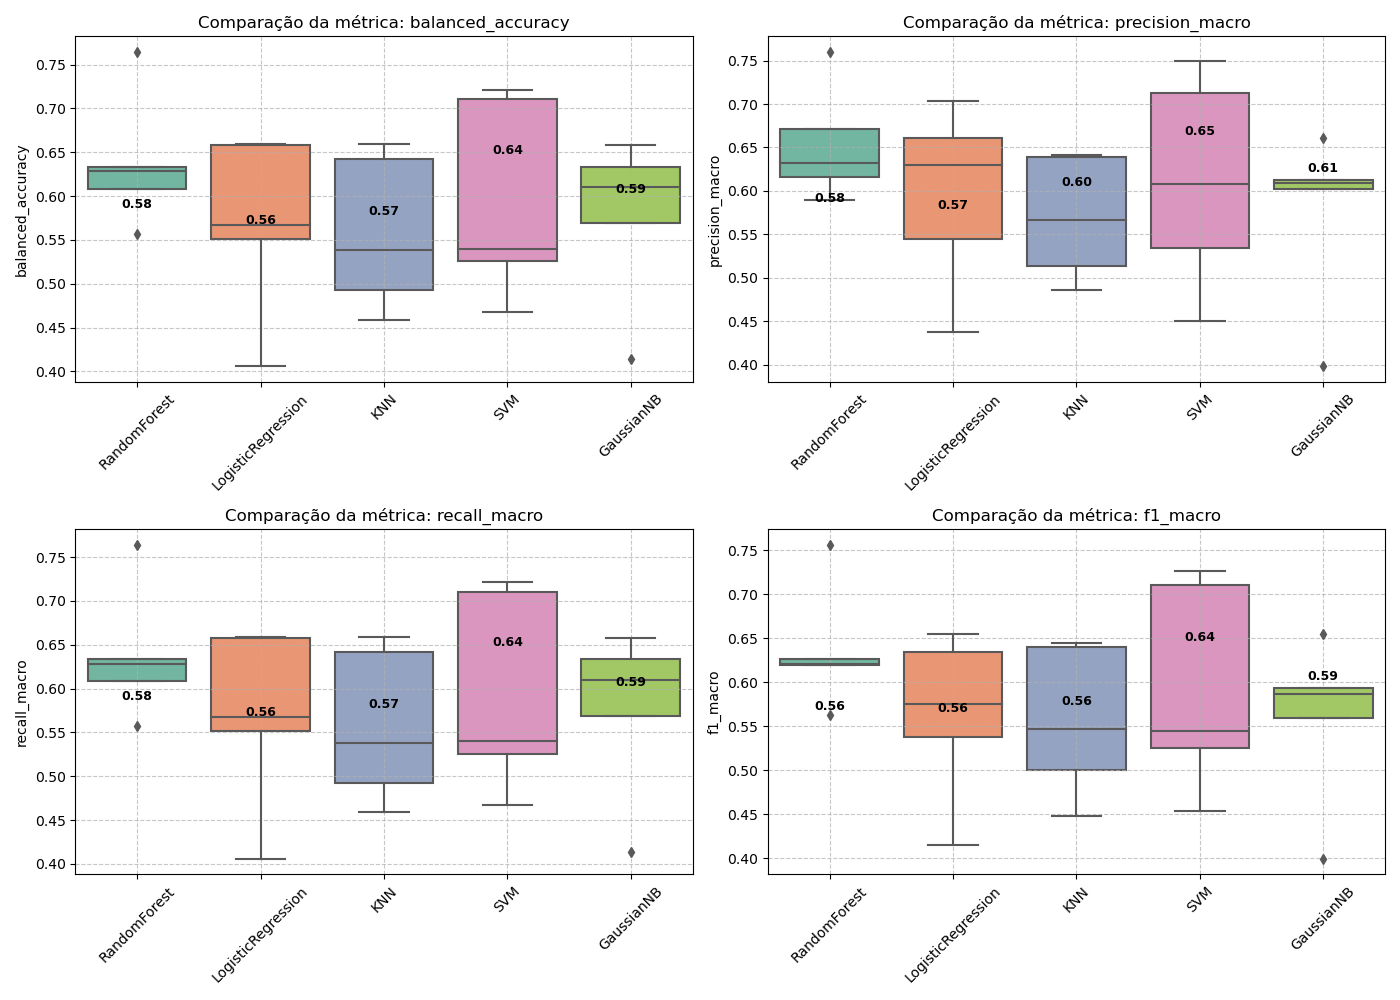 Comparação da métrica: balanced_accuracy
balanced_accuracy
0.75
0.70
0.65
0.60
0.55
0.50
0.45
0.40
0.58
0.56
0.57
0.64
0.59
RandomForest
LogisticRegression
KNN
SVM
GaussianNB
Comparação da métrica: precision_macro
precision_macro
0.75
0.70
0.65
0.60
0.55
0.50
0.45
0.40
0.58
0.57
0.60
0.65
0.61
RandomForest
LogisticRegression
KNN
SVM
GaussianNB
Comparação da métrica: recall_macro
recall_macro
0.75
0.70
0.65
0.60
0.55
0.50
0.45
0.40
0.58
0.56
0.57
0.64
0.59
RandomForest
LogisticRegression
KNN
SVM
GaussianNB
Comparação da métrica: f1_macro
f1_macro
0.75
0.70
0.65
0.60
0.55
0.50
0.45
0.40
0.56
0.56
0.56
0.64
0.59
RandomForest
LogisticRegression
KNN
SVM
GaussianNB